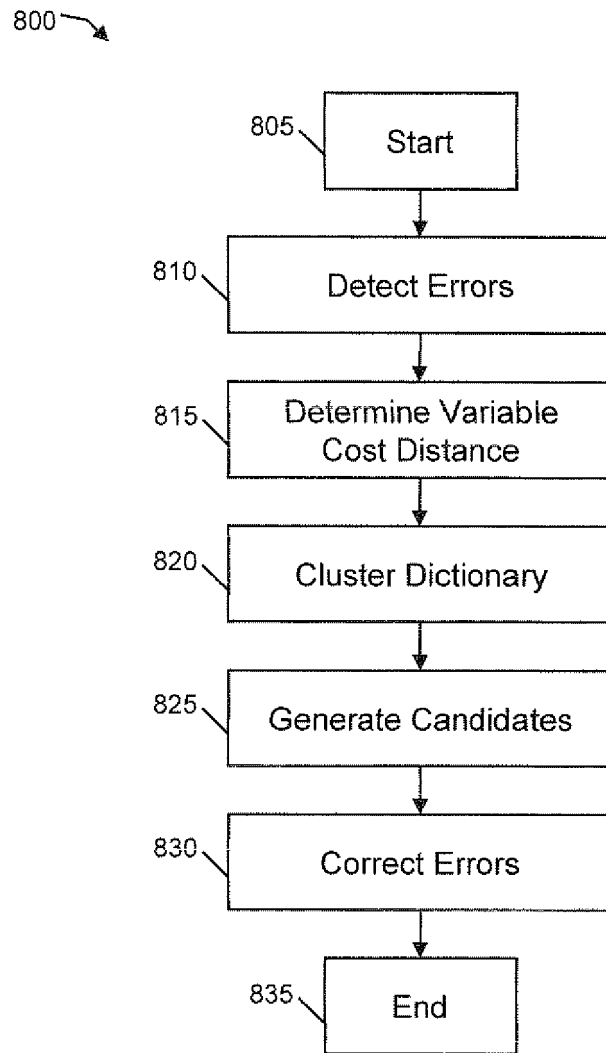 800
805
Start
810
Detect Errors
815
Determine Variable
Cost Distance
820
Cluster Dictionary
825
Generate Candidates
830
Correct Errors
835
End